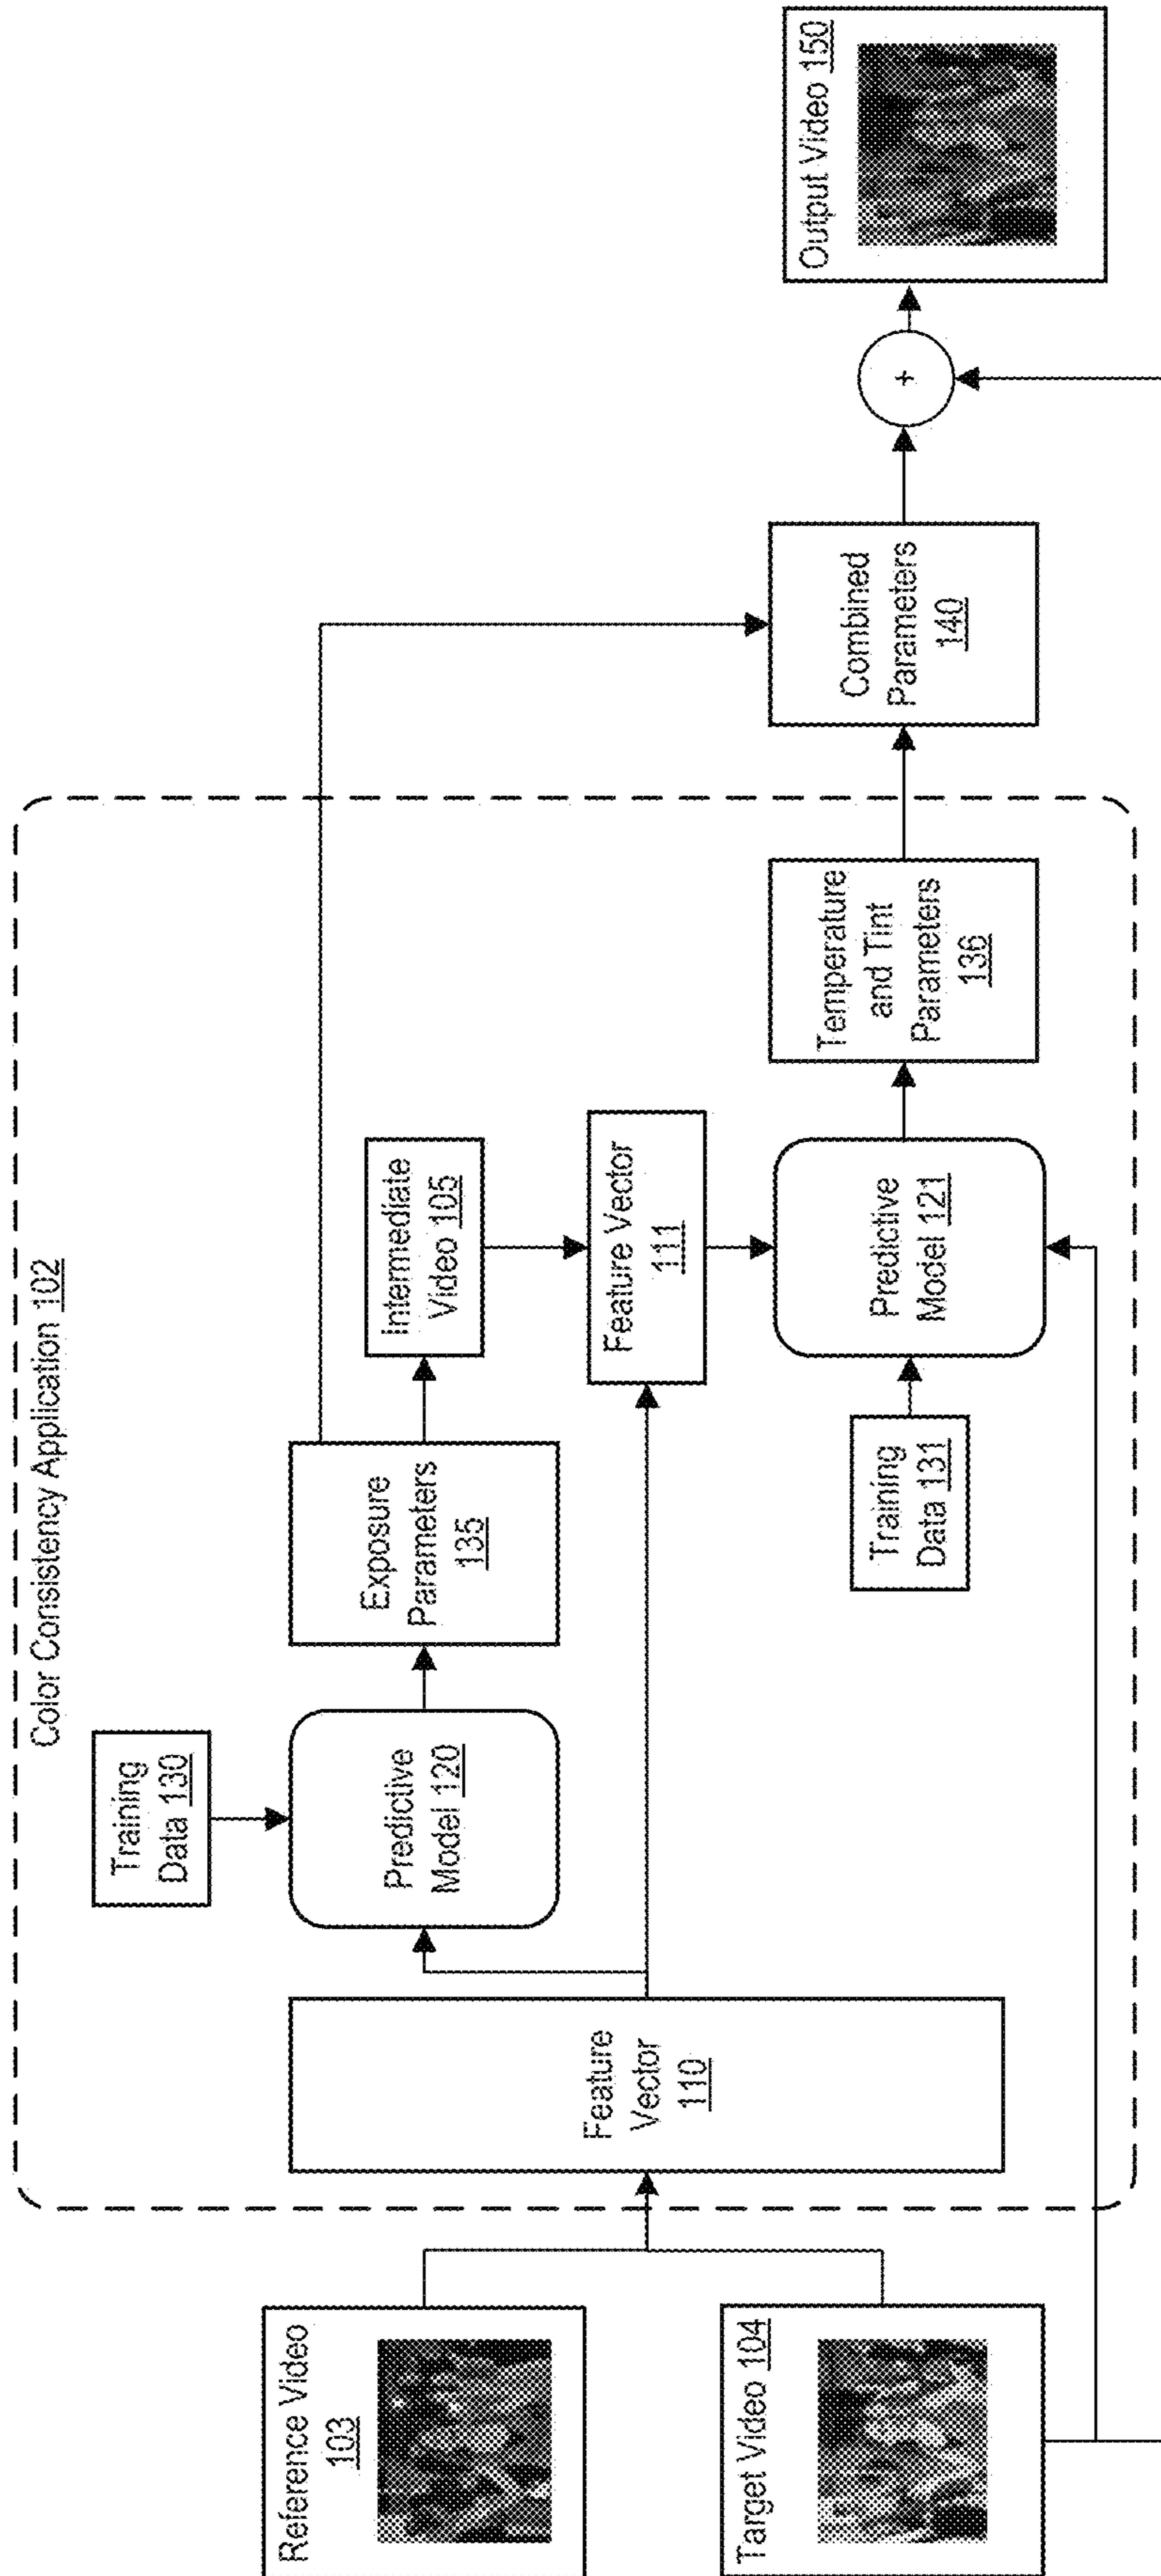 Color Consistency Application 102
Reference Video
103
Target Video 104
Feature
Vector
110
Training
Data 130
Predictive
Model 120
Exposure
Parameters
135
Intermediate
Video 105
Feature Vector
111
Training
Data 131
Predictive
Model 121
Temperature
and Tint
Parameters
136
Combined
Parameters
140
+
Output Video 150